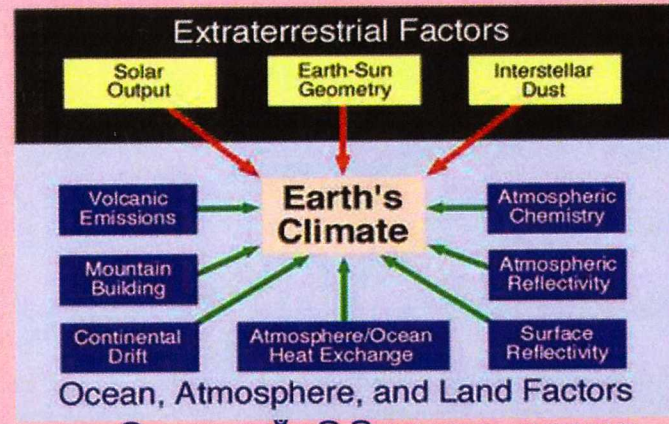 Extraterrestrial Factors
Solar
Output
Earth-Sun
Geometry
Interstellar
Dust
Earth's
Climate
Volcanic
Emissions
Atmospheric
Chemistry
Mountain
Building
Atmospheric
Reflectivity
Continental
Drift
Atmosphere/Ocean
Heat Exchange
Surface
Reflectivity
Ocean, Atmosphere, and Land Factors